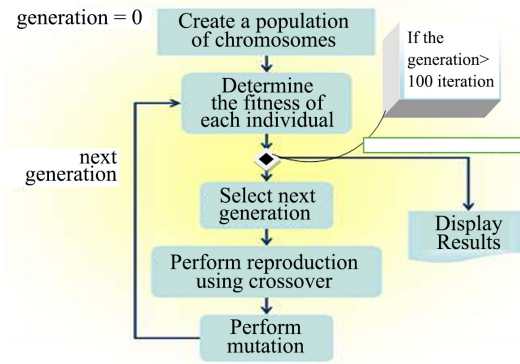 generation = 0
Create a population
of chromosomes
If the
generation>
100 iteration
Determine
the fitness of
each individual
next
generation
Select next
generation
Display
Results
Perform reproduction
using crossover
Perform
mutation